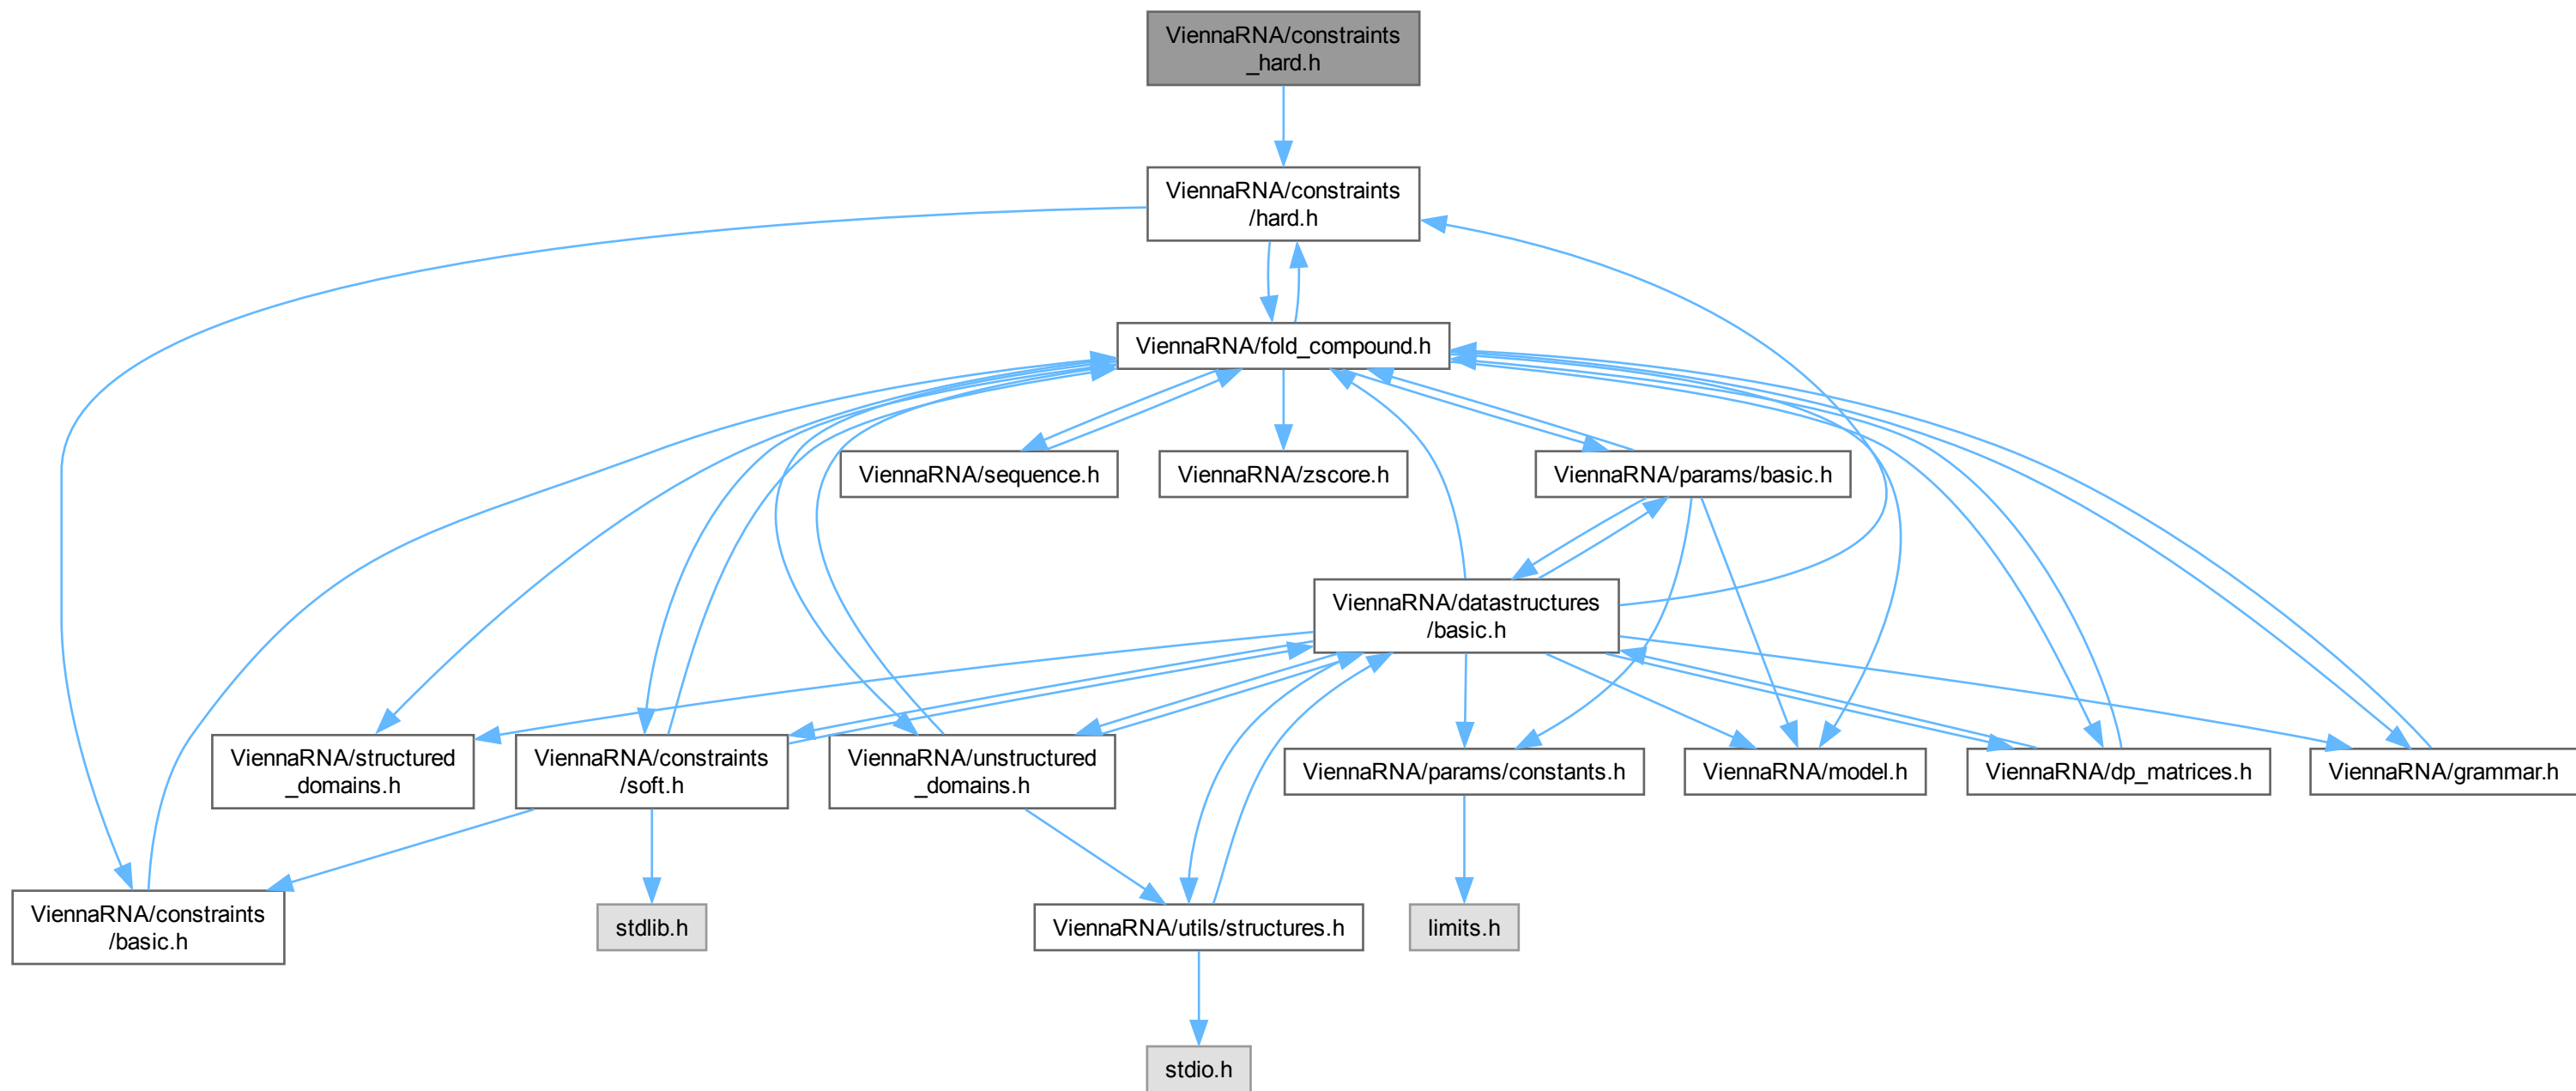 ViennaRNA/constraints
_hard.h
ViennaRNA/constraints
/hard.h
ViennaRNA/fold_compound.h
ViennaRNA/sequence.h
ViennaRNA/zscore.h
ViennaRNA/params/basic.h
ViennaRNA/datastructures
/basic.h
ViennaRNA/structured
_domains.h
ViennaRNA/constraints
/soft.h
ViennaRNA/unstructured
_domains.h
ViennaRNA/params/constants.h
ViennaRNA/model.h
ViennaRNA/dp_matrices.h
ViennaRNA/grammar.h
ViennaRNA/constraints
/basic.h
stdlib.h
ViennaRNA/utils/structures.h
limits.h
stdio.h